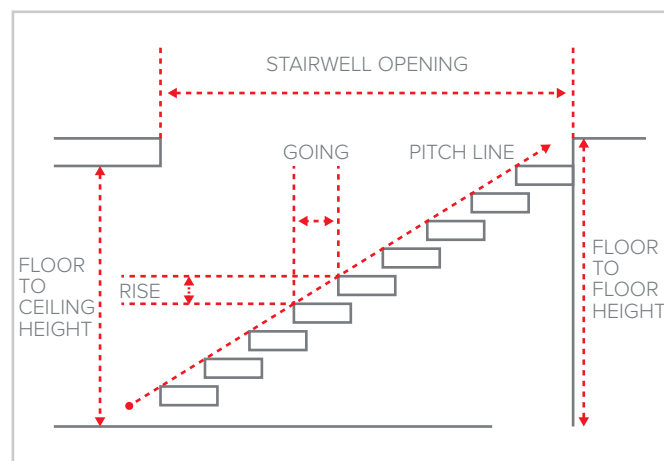 STAIRWELL OPENING
GOING
PITCH LINE
FLOOR
TO
CEILING
HEIGHT
RISE
FLOOR
TO
FLOOR
HEIGHT